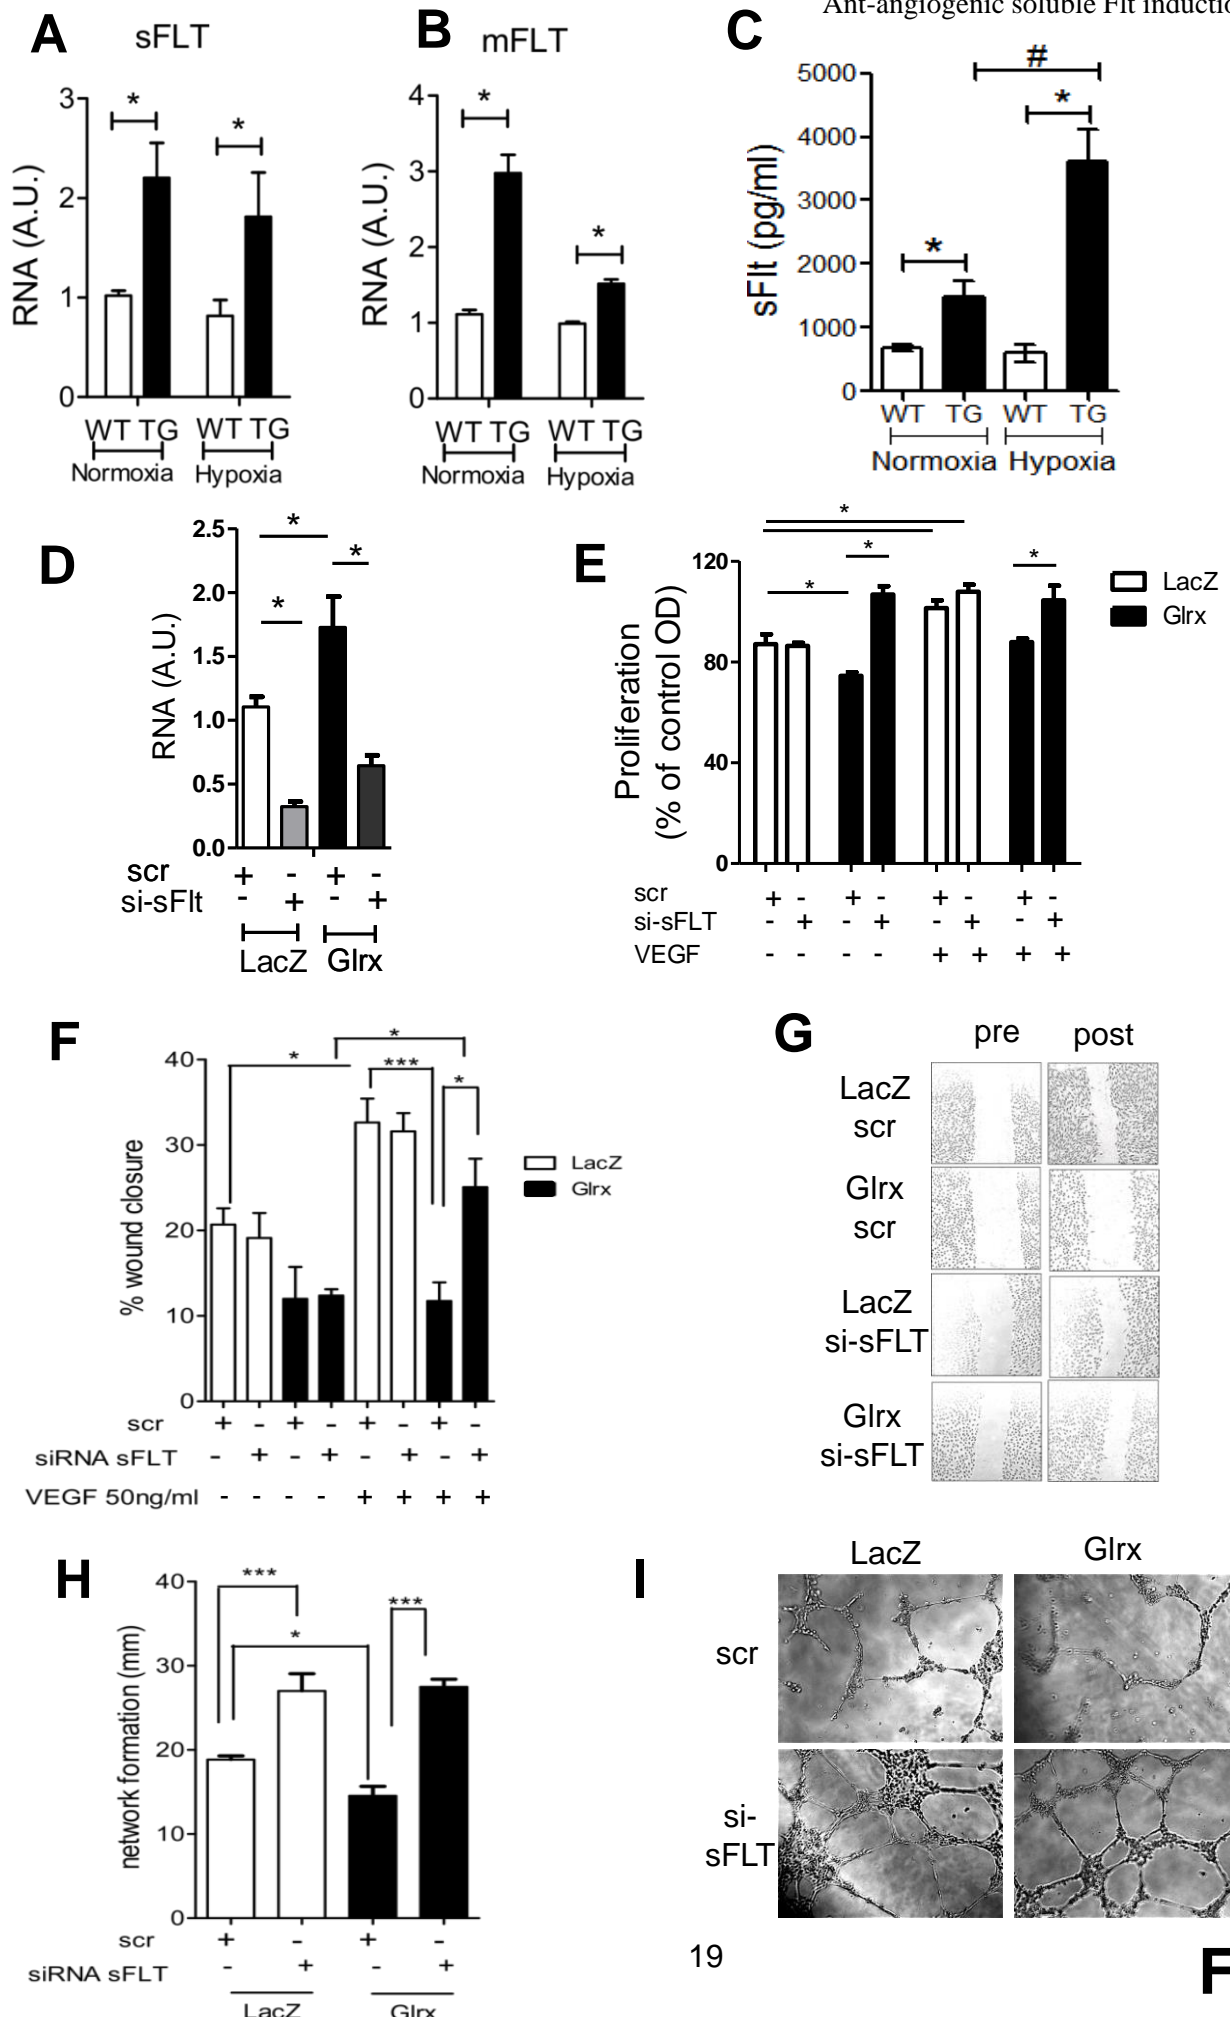 Ant-angiogenic soluble Flt induction
A
sFLT
RNA (A.U.)
3
2
1
0
*
*
WT TG WT TG
Normoxia Hypoxia
B
mFLT
RNA (A.U.)
4
3
2
1
0
*
*
WT TG WT TG
Normoxia Hypoxia
C
sFlt (pg/ml)
5000
4000
3000
2000
1000
0
#
*
*
WT TG WT TG
Normoxia Hypoxia
D
RNA (A.U.)
2.5
2.0
1.5
1.0
0.5
0.0
*
*
*
scr + - + -
si-sFlt - + - +
LacZ Glrx
E
Proliferation
(% of control OD)
120
80
40
0
*
*
*
*
LacZ
Glrx
scr + - + - + - + -
si-sFLT - + - + - + - +
VEGF - - - - + + + +
F
% wound closure
40
30
20
10
0
*
*
***
*
LacZ
Glrx
scr + - + - + - + -
siRNA sFLT - + - + - + - +
VEGF 50ng/ml - - - - + + + +
G
pre post
LacZ
scr
Glrx
scr
LacZ
si-sFLT
Glrx
si-sFLT
H
network formation (mm)
40
30
20
10
0
***
***
*
scr + - + -
siRNA sFLT - + - +
LacZ Glrx
I
LacZ Glrx
scr
si-
sFLT
19
F